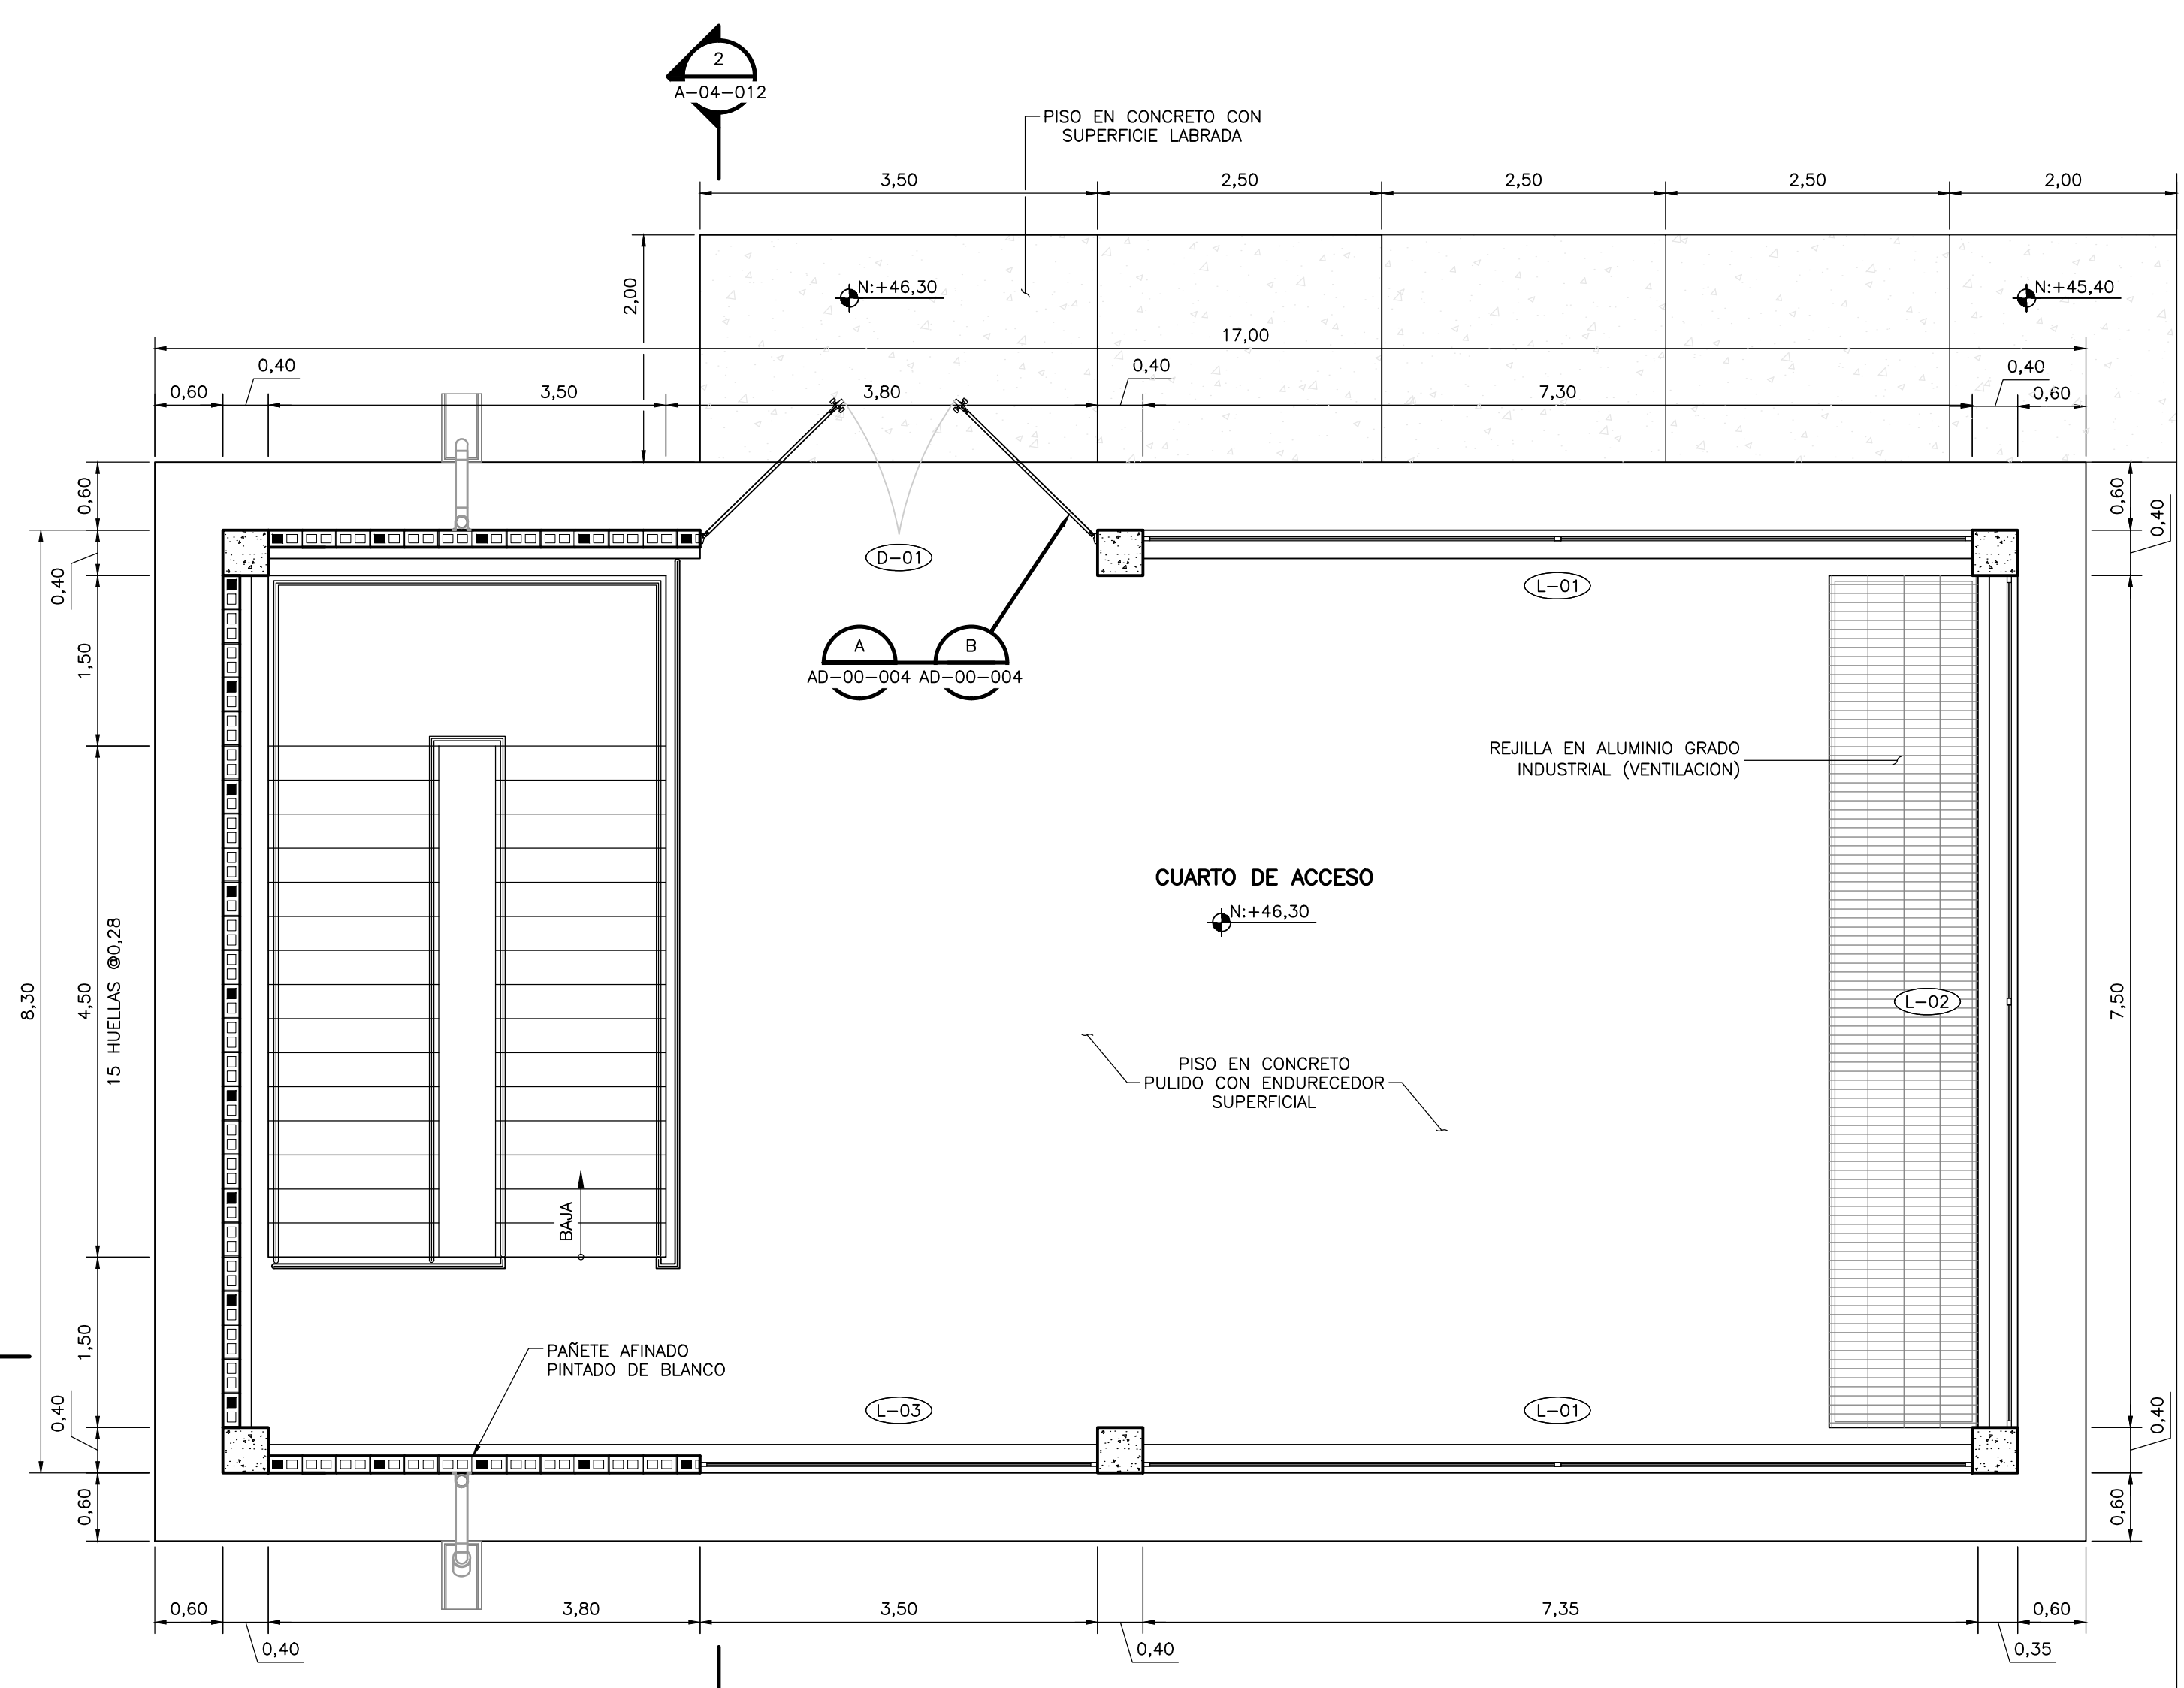 2
A-04-012
PISO EN CONCRETO CON
SUPERFICIE LABRADA
3,50
2,50
2,50
2,50
2,00
2,00
N:+46,30
N:+45,40
17,00
0,40
0,40
0,40
0,60
3,50
3,80
7,30
0,60
0,60
0,60
0,40
0,40
D-01
L-01
1,50
A
B
AD-00-004
AD-00-004
REJILLA EN ALUMINIO GRADO
INDUSTRIAL (VENTILACION)
CUARTO DE ACCESO
N:+46,30
8,30
4,50
15 HUELLAS @0,28
L-02
7,50
PISO EN CONCRETO
PULIDO CON ENDURECEDOR
SUPERFICIAL
BAJA
1,50
PAÑETE AFINADO
PINTADO DE BLANCO
0,40
L-03
L-01
0,40
0,60
0,60
0,60
3,80
3,50
7,35
0,60
0,40
0,40
0,35